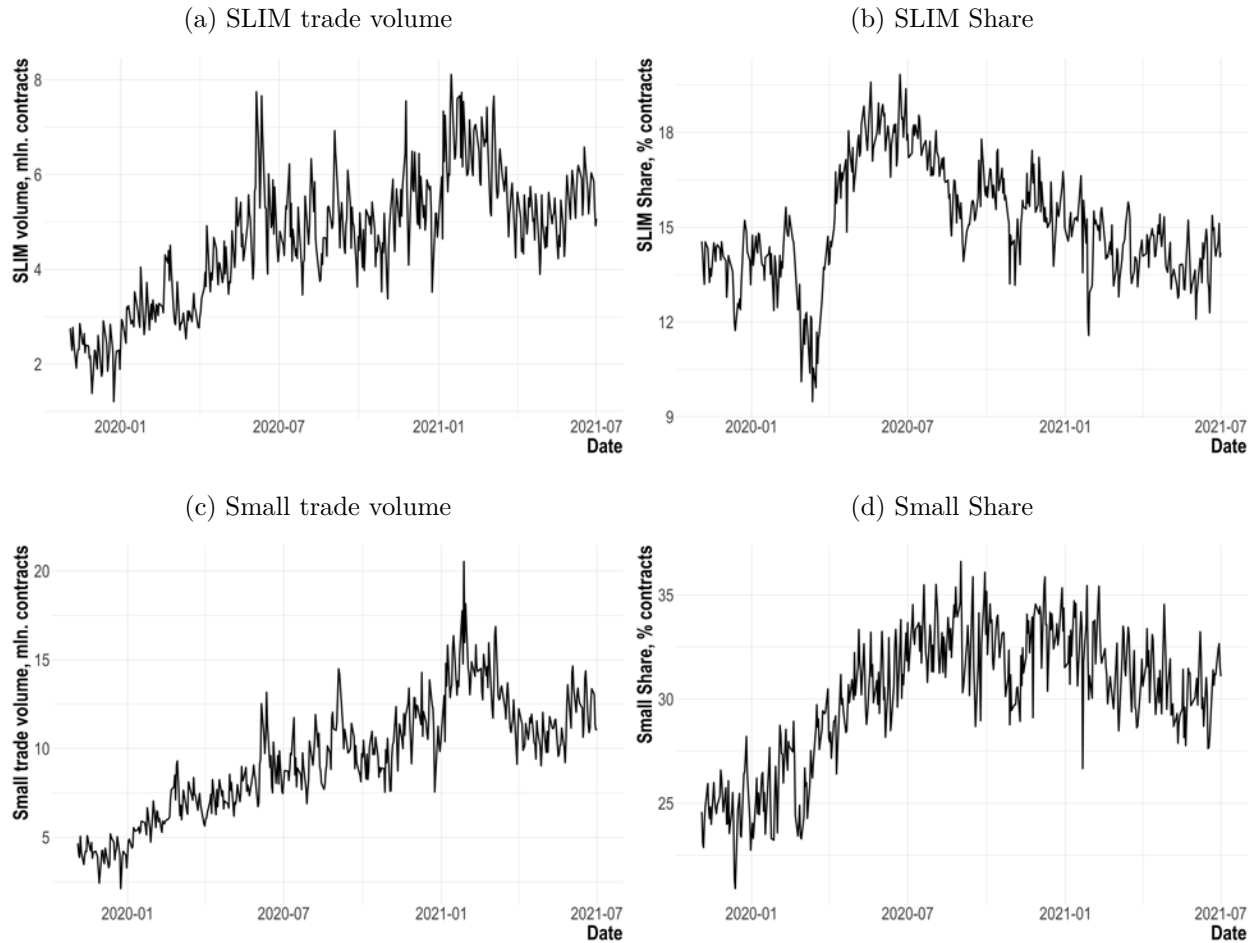 (a) SLIM trade volume
SLIM volume, mln. contracts
8
6
4
2
2020-01 2020-07 2021-01 2021-07
Date
(b) SLIM Share
SLIM Share, % contracts
18
15
12
9
2020-01 2020-07 2021-01 2021-07
Date
(c) Small trade volume
Small trade volume, mln. contracts
20
15
10
5
2020-01 2020-07 2021-01 2021-07
Date
(d) Small Share
Small Share, % contracts
35
30
25
2020-01 2020-07 2021-01 2021-07
Date